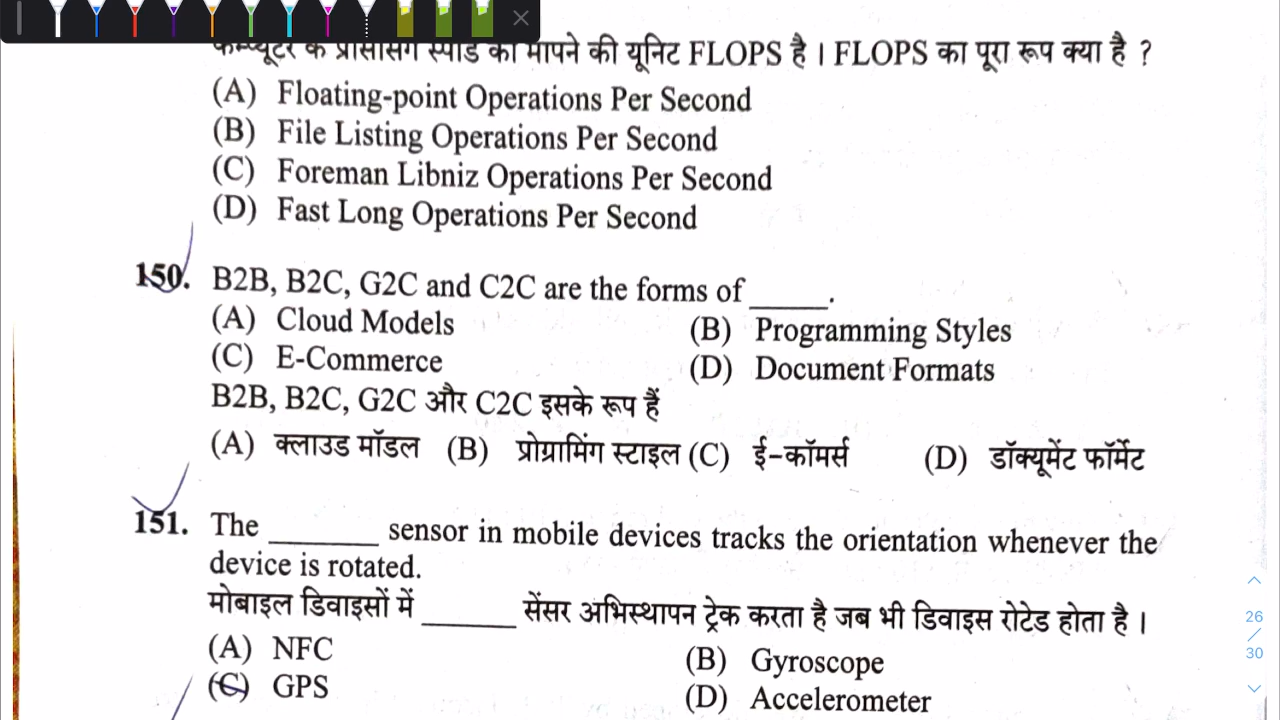 कम्प्यूटर के प्रोसेसिंग स्पीड को मापने की यूनिट FLOPS है । FLOPS का पूरा रूप क्या है ?
(A) Floating-point Operations Per Second
(B) File Listing Operations Per Second
(C) Foreman Libniz Operations Per Second
(D) Fast Long Operations Per Second
150. B2B, B2C, G2C and C2C are the forms of _____.
(A) Cloud Models (B) Programming Styles
(C) E-Commerce (D) Document Formats
B2B, B2C, G2C और C2C इसके रूप हैं
(A) क्लाउड मॉडल (B) प्रोग्रामिंग स्टाइल (C) ई-कॉमर्स (D) डॉक्यूमेंट फॉर्मेट
151. The _______ sensor in mobile devices tracks the orientation whenever the
device is rotated.
मोबाइल डिवाइसों में ______ सेंसर अभिस्थापन ट्रेक करता है जब भी डिवाइस रोटेड होता है ।
(A) NFC (B) Gyroscope
(C) GPS (D) Accelerometer
26
/
30